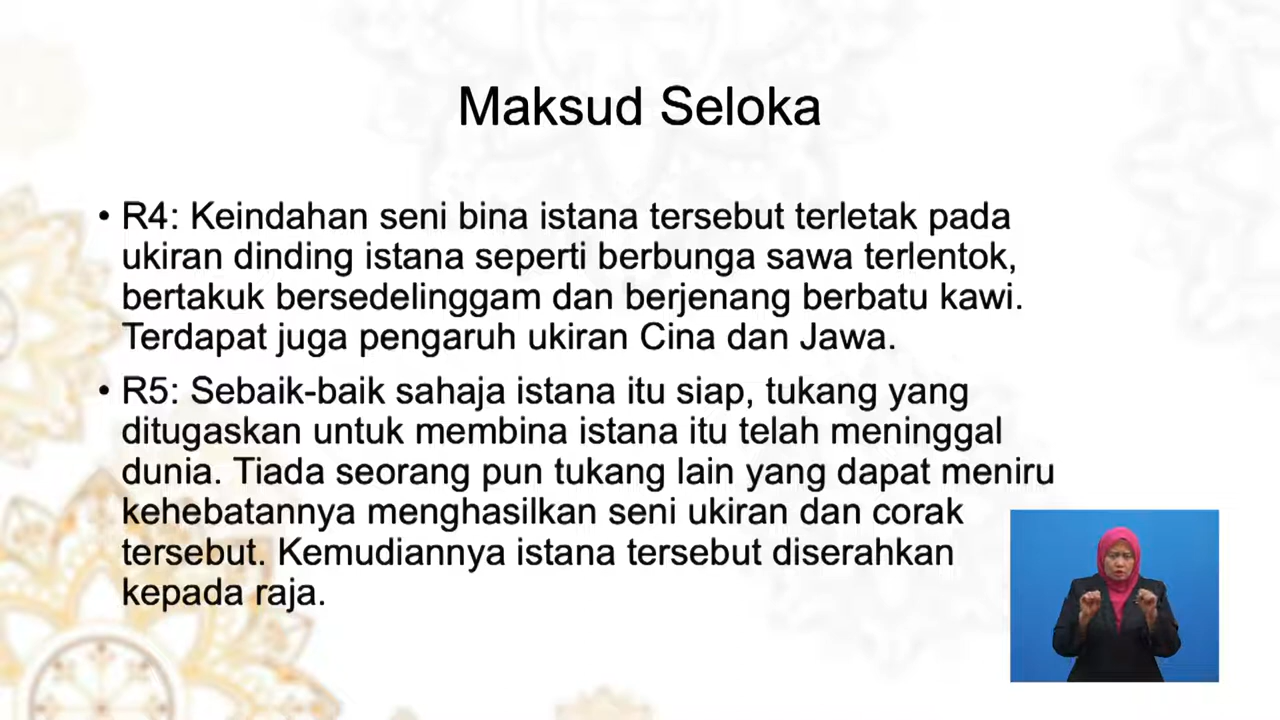 Maksud Seloka
• R4: Keindahan seni bina istana tersebut terletak pada
ukiran dinding istana seperti berbunga sawa terlentok,
bertakuk bersedelinggam dan berjenang berbatu kawi.
Terdapat juga pengaruh ukiran Cina dan Jawa.
• R5: Sebaik-baik sahaja istana itu siap, tukang yang
ditugaskan untuk membina istana itu telah meninggal
dunia. Tiada seorang pun tukang lain yang dapat meniru
kehebatannya menghasilkan seni ukiran dan corak
tersebut. Kemudiannya istana tersebut diserahkan
kepada raja.